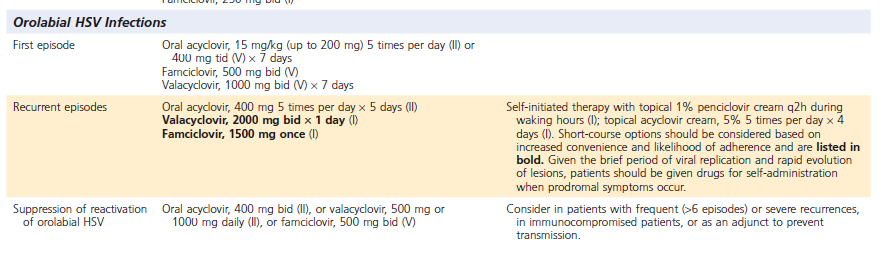 Famciclovir, 250 mg bid (I)
Orolabial HSV Infections
First episode
Oral acyclovir, 15 mg/kg (up to 200 mg) 5 times per day (II) or
400 mg tid (V) × 7 days
Famciclovir, 500 mg bid (V)
Valacyclovir, 1000 mg bid (V) × 7 days
Recurrent episodes
Oral acyclovir, 400 mg 5 times per day × 5 days (II)
Valacyclovir, 2000 mg bid × 1 day (I)
Famciclovir, 1500 mg once (I)
Self-initiated therapy with topical 1% penciclovir cream q2h during
waking hours (I); topical acyclovir cream, 5% 5 times per day × 4
days (I). Short-course options should be considered based on
increased convenience and likelihood of adherence and are listed in
bold. Given the brief period of viral replication and rapid evolution
of lesions, patients should be given drugs for self-administration
when prodromal symptoms occur.
Suppression of reactivation
of orolabial HSV
Oral acyclovir, 400 mg bid (II), or valacyclovir, 500 mg or
1000 mg daily (II), or famciclovir, 500 mg bid (V)
Consider in patients with frequent (>6 episodes) or severe recurrences,
in immunocompromised patients, or as an adjunct to prevent
transmission.